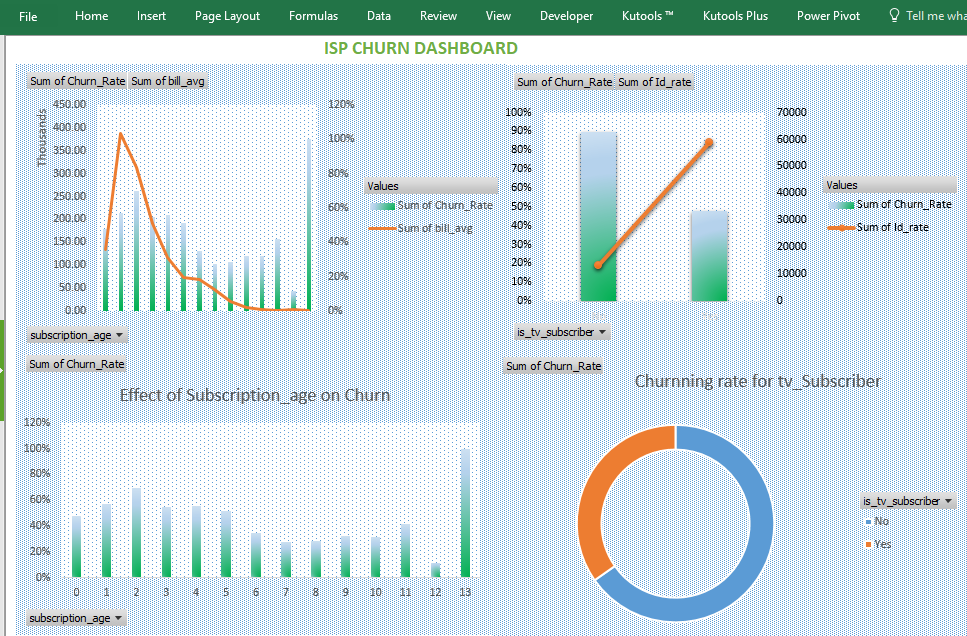 File Home Insert Page Layout Formulas Data Review View Developer Kutools ™ Kutools Plus Power Pivot Tell me wha
ISP CHURN DASHBOARD
Sum of Churn_Rate Sum of bill_avg
Thousands
450.00
400.00
350.00
300.00
250.00
200.00
150.00
100.00
50.00
0.00
120%
100%
80%
60%
40%
20%
0%
Values
Sum of Churn_Rate
Sum of bill_avg
subscription_age
Sum of Churn_Rate Sum of Id_rate
100%
90%
80%
70%
60%
50%
40%
30%
20%
10%
0%
70000
60000
50000
40000
30000
20000
10000
0
Values
Sum of Churn_Rate
Sum of Id_rate
is_tv_subscriber
Sum of Churn_Rate
Effect of Subscription_age on Churn
120%
100%
80%
60%
40%
20%
0%
0 1 2 3 4 5 6 7 8 9 10 11 12 13
subscription_age
Sum of Churn_Rate
Churnning rate for tv_Subscriber
is_tv_subscriber
No
Yes